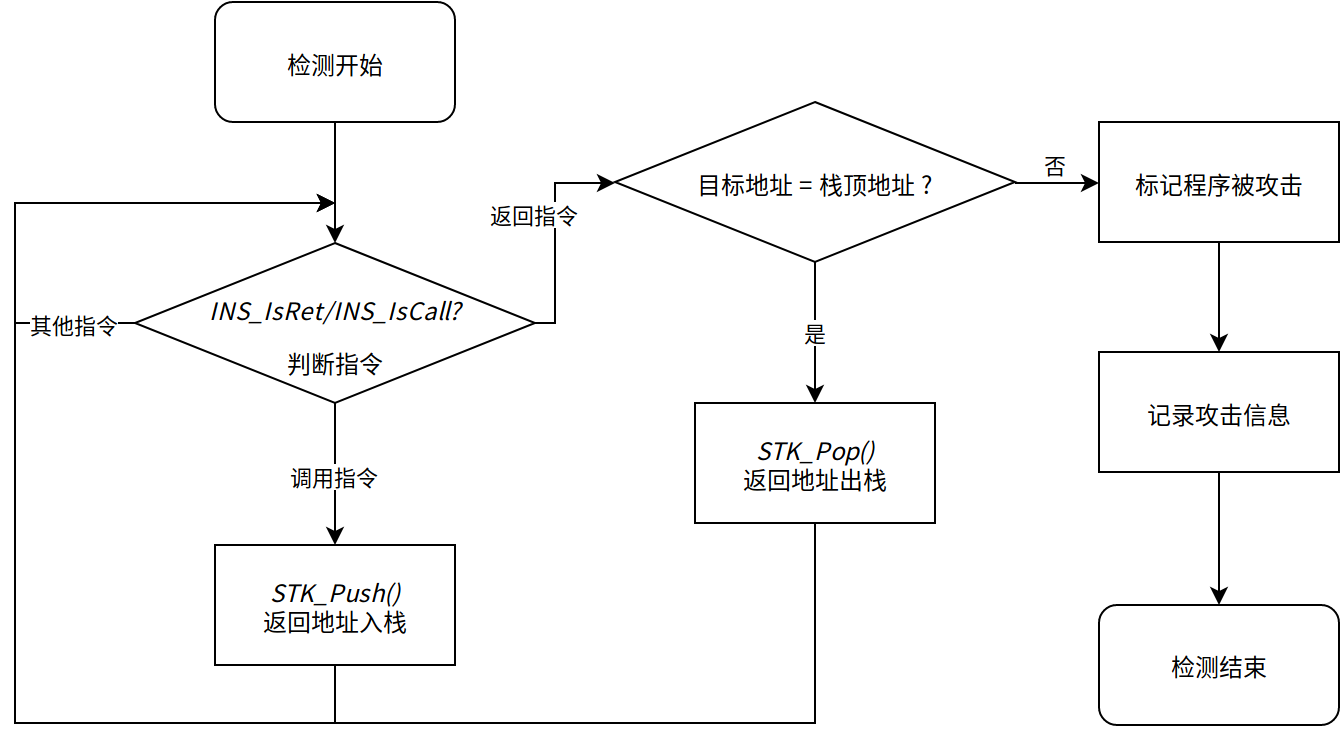 检测开始
INS_IsRet/INS_IsCall?
判断指令
其他指令
返回指令
调用指令
STK_Push()
返回地址入栈
目标地址 = 栈顶地址？
是
否
STK_Pop()
返回地址出栈
标记程序被攻击
记录攻击信息
检测结束